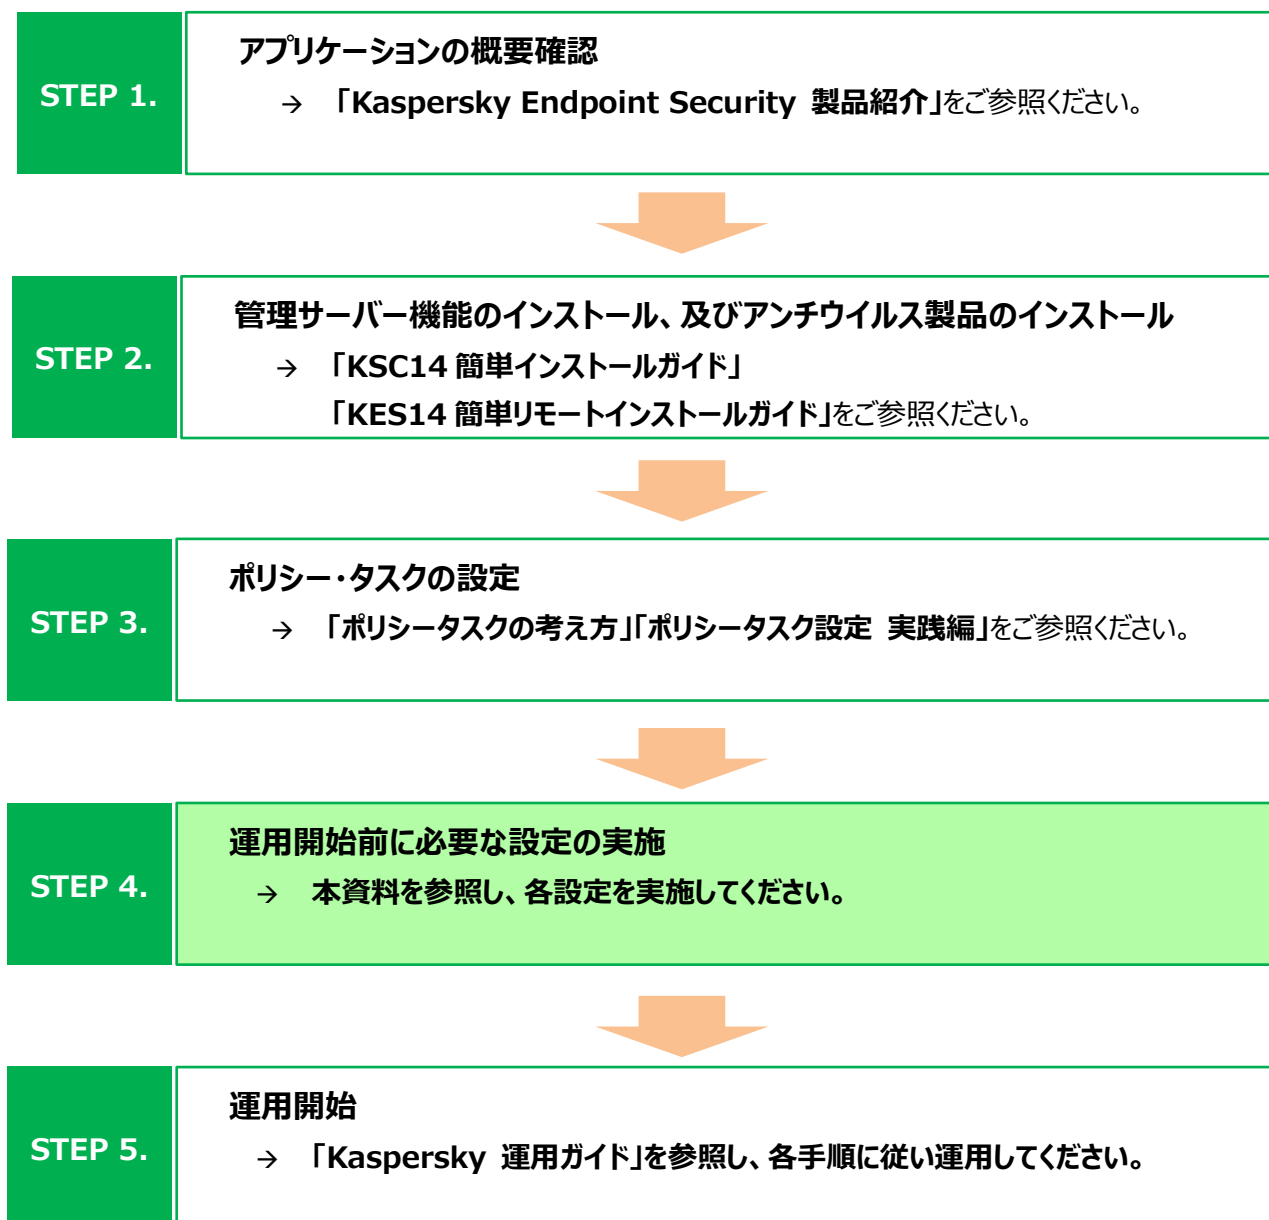 STEP 1.
アプリケーションの概要確認
→ 「Kaspersky Endpoint Security 製品紹介」をご参照ください。
STEP 2.
管理サーバー機能のインストール、及びアンチウイルス製品のインストール
→ 「KSC14 簡単インストールガイド」
「KES14 簡単リモートインストールガイド」をご参照ください。
STEP 3.
ポリシー・タスクの設定
→ 「ポリシータスクの考え方」「ポリシータスク設定 実践編」をご参照ください。
STEP 4.
運用開始前に必要な設定の実施
→ 本資料を参照し、各設定を実施してください。
STEP 5.
運用開始
→ 「Kaspersky 運用ガイド」を参照し、各手順に従い運用してください。